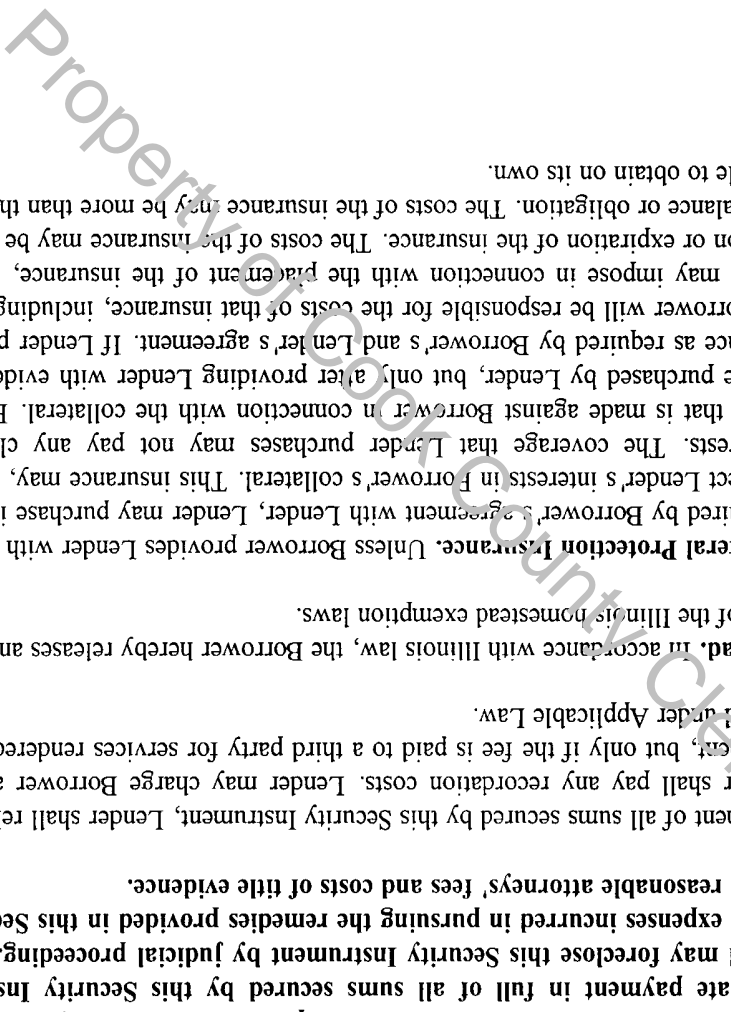 ate payment in full of all sums secured by this Security Ins
l may foreclose this Security Instrument by judicial proceeding.
expenses incurred in pursuing the remedies provided in this Sec
reasonable attorneys' fees and costs of title evidence.
nent of all sums secured by this Security Instrument, Lender shall rel
r shall pay any recordation costs. Lender may charge Borrower a
ent, but only if the fee is paid to a third party for services rendered
d under Applicable Law.
ad. In accordance with Illinois law, the Borrower hereby releases an
of the Illinois homestead exemption laws.
teral Protection Insurance. Unless Borrower provides Lender with
uired by Borrower's agreement with Lender, Lender may purchase i
ect Lender's interests in Borrower's collateral. This insurance may,
rests. The coverage that Lender purchases may not pay any cl
that is made against Borrower in connection with the collateral. B
e purchased by Lender, but only after providing Lender with evide
nce as required by Borrower's and Lender's agreement. If Lender p
orrower will be responsible for the costs of that insurance, including
may impose in connection with the placement of the insurance,
on or expiration of the insurance. The costs of the insurance may be
alance or obligation. The costs of the insurance may be more than th
le to obtain on its own.
Property of Cook County Cler